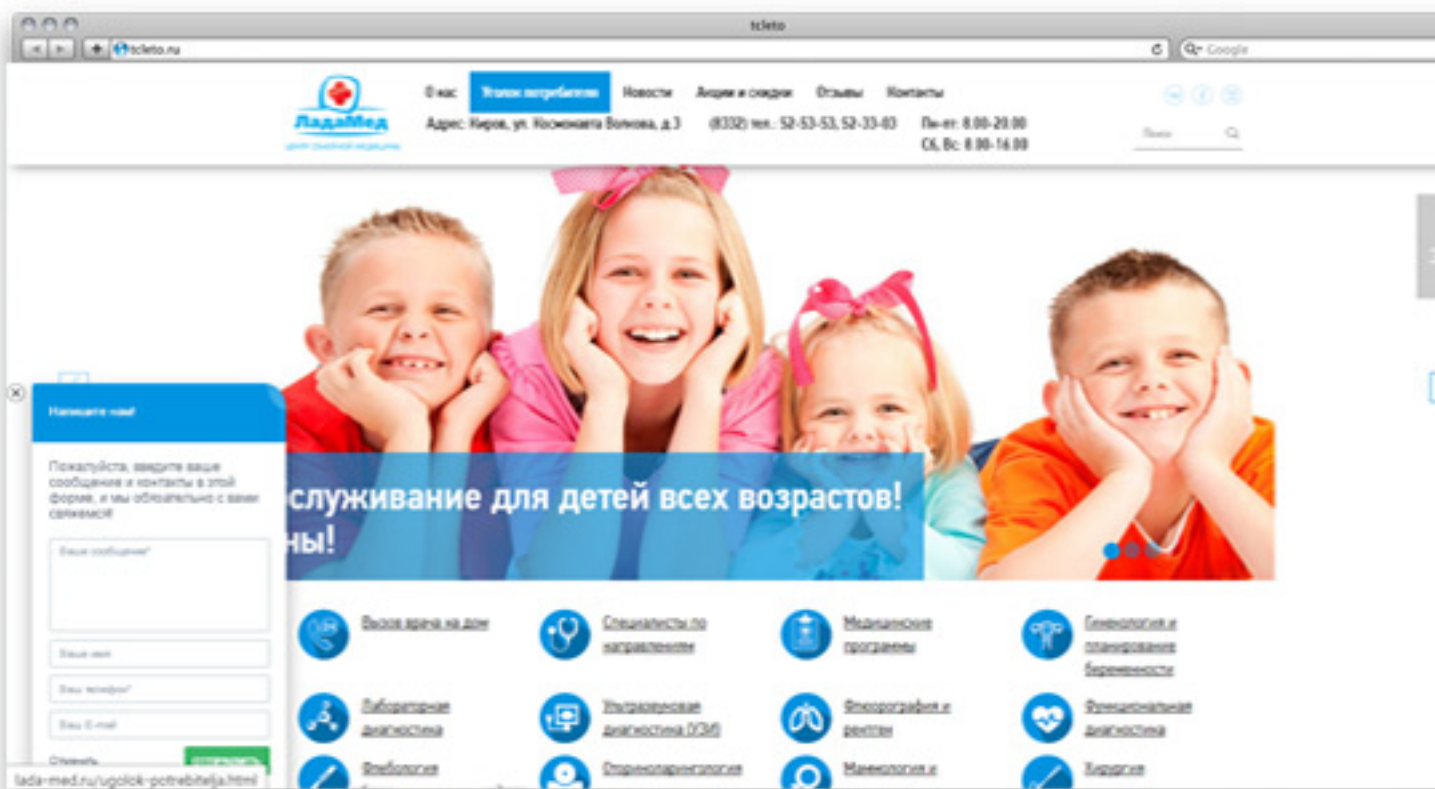 tcleto
tcleto.ru
Google
О нас Уголок потребителя Новости Акции и скидки Отзывы Контакты
ЛадаМед
ЦЕНТР СЕМЕЙНОЙ МЕДИЦИНЫ
Адрес: Киров, ул. Космонавта Волкова, д.3 (8332) тел.: 52-53-53, 52-33-03 Пн-пт: 8.00-20.00
Сб, Вс: 8.00-16.00
Поиск
служивание для детей всех возрастов!
ны!
Напишите нам!
Пожалуйста, введите ваше
сообщение и контакты в этой
форме, и мы обязательно с вами
свяжемся!
Ваше сообщение*
Ваше имя
Ваш телефон*
Ваш E-mail
Отменить
lada-med.ru/ugolok-potrebitelja.html
Вызов врача на дом
Специалисты по
направлениям
Медицинские
программы
Гинекология и
планирование
беременности
Лабораторная
диагностика
Ультразвуковая
диагностика (УЗИ)
Флюорография и
рентген
Функциональная
диагностика
Флебология
Оториноларингология
Маммология и
Хирургия